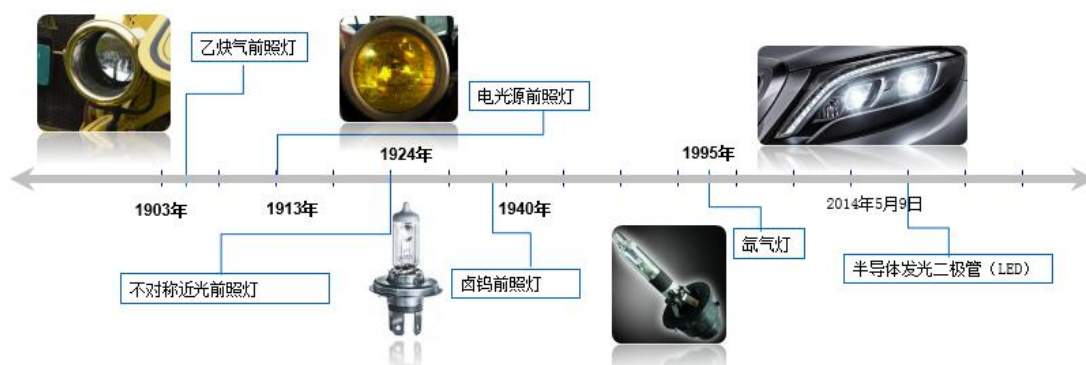 乙炔气前照灯
电光源前照灯
1924年
1995年
1903年
1913年
1940年
2014年5月9日
氙气灯
不对称近光前照灯
卤钨前照灯
半导体发光二极管（LED）